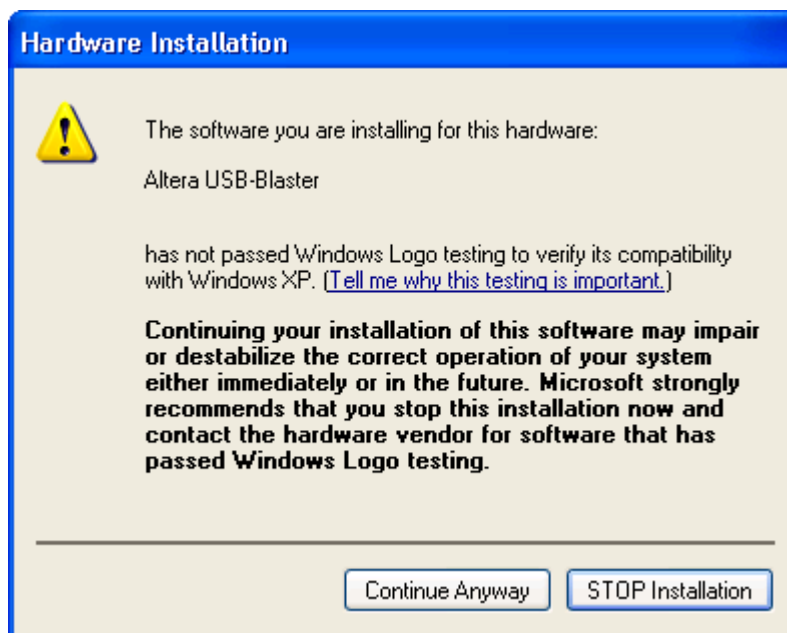 Hardware Installation
The software you are installing for this hardware:
Altera USB-Blaster
has not passed Windows Logo testing to verify its compatibility
with Windows XP. (Tell me why this testing is important.)
Continuing your installation of this software may impair
or destabilize the correct operation of your system
either immediately or in the future. Microsoft strongly
recommends that you stop this installation now and
contact the hardware vendor for software that has
passed Windows Logo testing.
Continue Anyway
STOP Installation